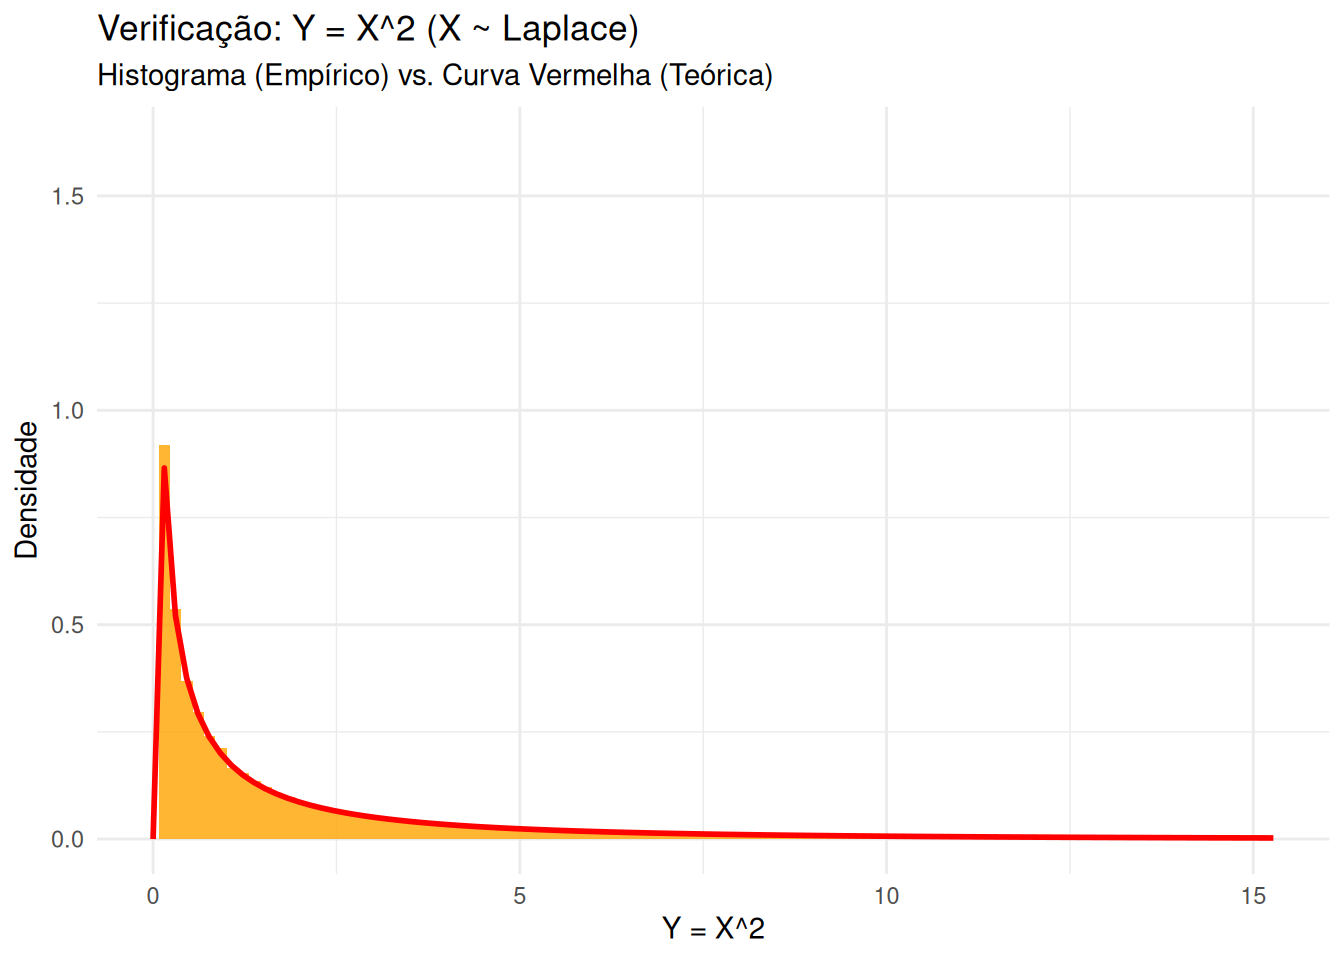 Verificação: Y = X^2 (X ~ Laplace)
Histograma (Empírico) vs. Curva Vermelha (Teórica)
1.5
1.0
0.5
0.0
Densidade
0
5
10
15
Y = X^2